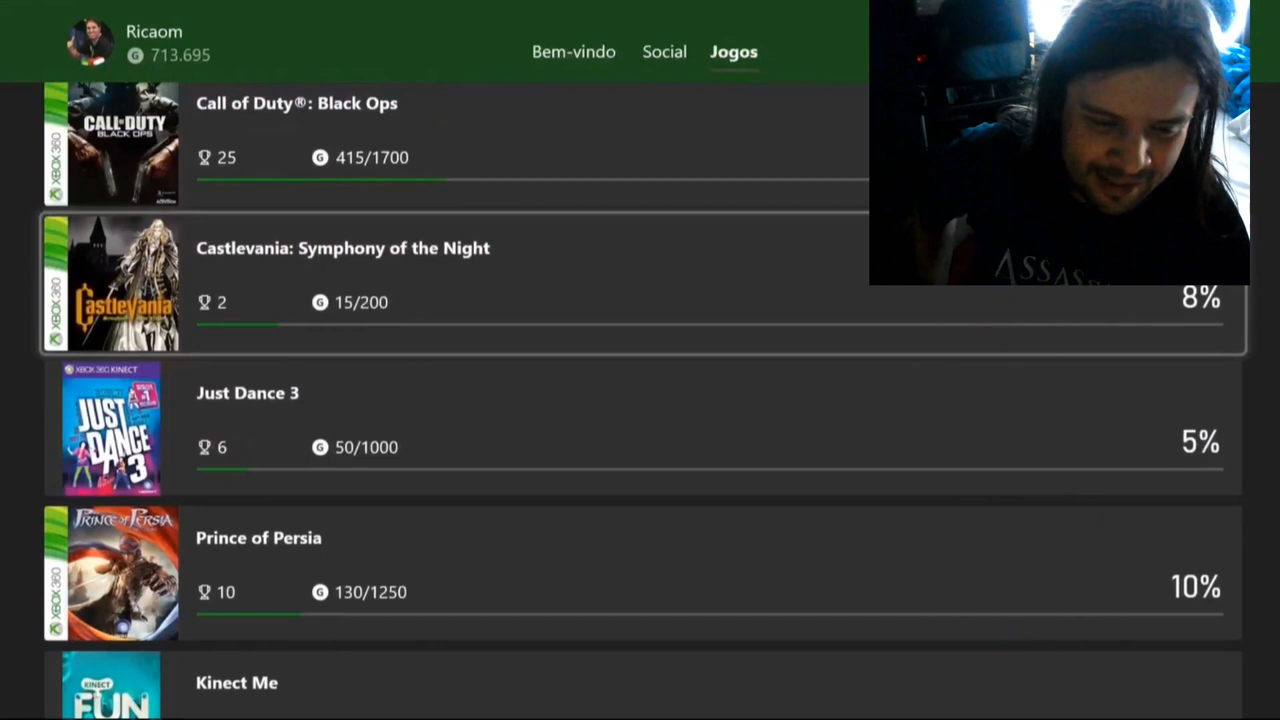 Ricaom
G 713.695
Bem-vindo Social Jogos
CALL OF DUTY
BLACK OPS
XBOX 360
Call of Duty®: Black Ops
25 G 415/1700
XBOX 360
Castlevania
Castlevania: Symphony of the Night
2 G 15/200
8%
ASSAS
XBOX 360 KINECT
JUST
DANCE
3
Just Dance 3
6 G 50/1000
5%
XBOX 360
PRINCE OF PERSIA
Prince of Persia
10 G 130/1250
10%
KINECT
FUN
Kinect Me